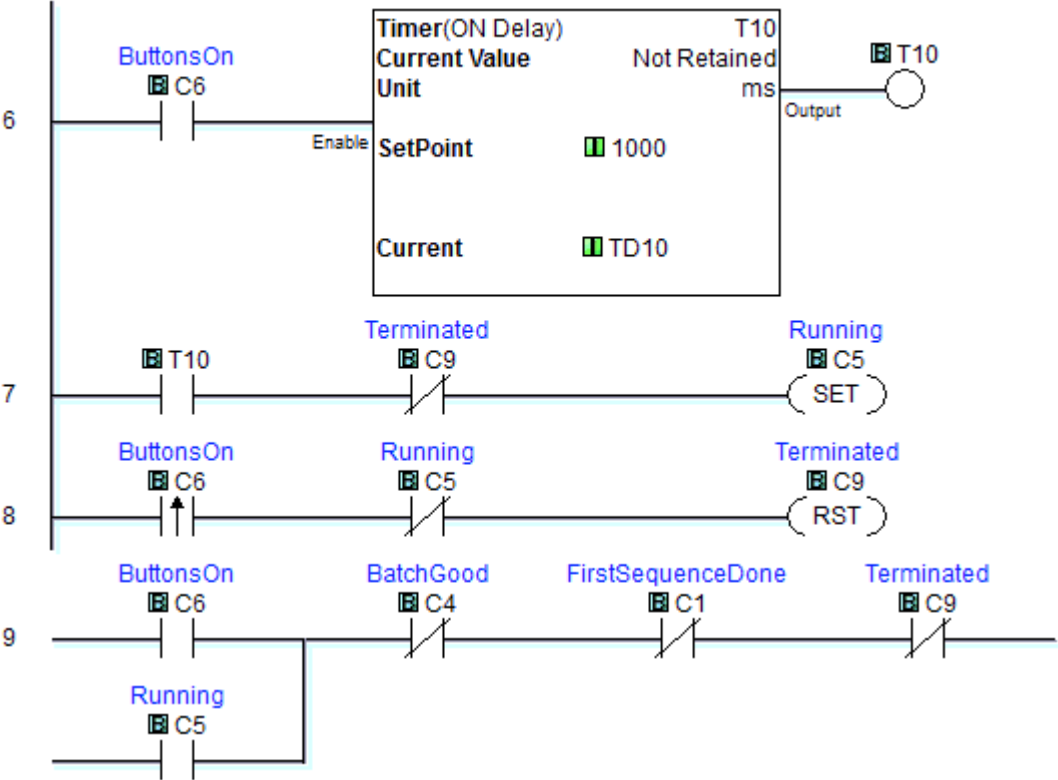 Timer(ON Delay) T10
ButtonsOn Current Value Not Retained B T10
B C6 Unit ms
6 Output
Enable SetPoint 1000
Current TD10
Terminated Running
B T10 B C9 B C5
7 SET
ButtonsOn Running Terminated
B C6 B C5 B C9
8 RST
ButtonsOn BatchGood FirstSequenceDone Terminated
B C6 B C4 B C1 B C9
9
Running
B C5